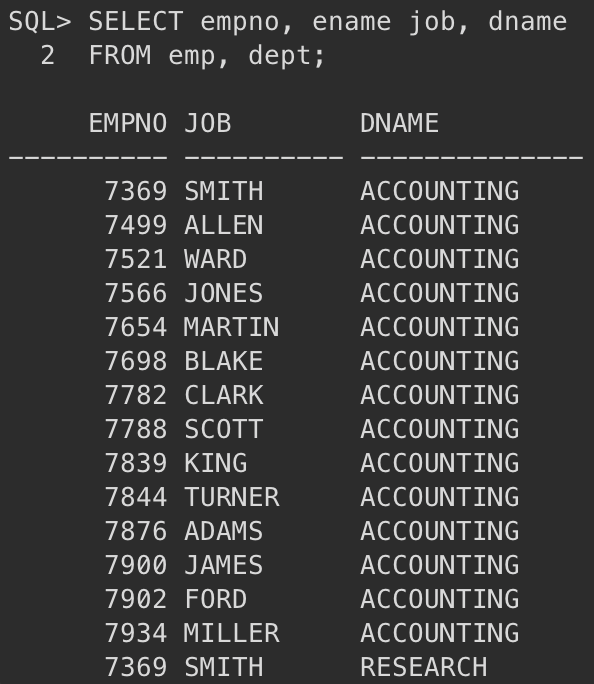 SQL> SELECT empno, ename job, dname
2 FROM emp, dept;
EMPNO JOB DNAME
---------- ---------- --------------
7369 SMITH ACCOUNTING
7499 ALLEN ACCOUNTING
7521 WARD ACCOUNTING
7566 JONES ACCOUNTING
7654 MARTIN ACCOUNTING
7698 BLAKE ACCOUNTING
7782 CLARK ACCOUNTING
7788 SCOTT ACCOUNTING
7839 KING ACCOUNTING
7844 TURNER ACCOUNTING
7876 ADAMS ACCOUNTING
7900 JAMES ACCOUNTING
7902 FORD ACCOUNTING
7934 MILLER ACCOUNTING
7369 SMITH RESEARCH